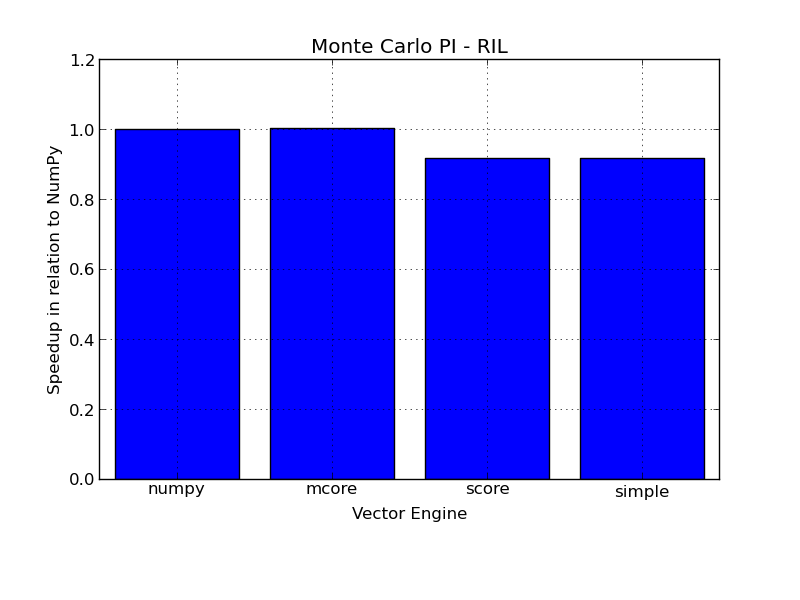 Monte Carlo PI - RIL
1.2
1.0
0.8
0.6
0.4
0.2
0.0
Speedup in relation to NumPy
numpy mcore score simple
Vector Engine